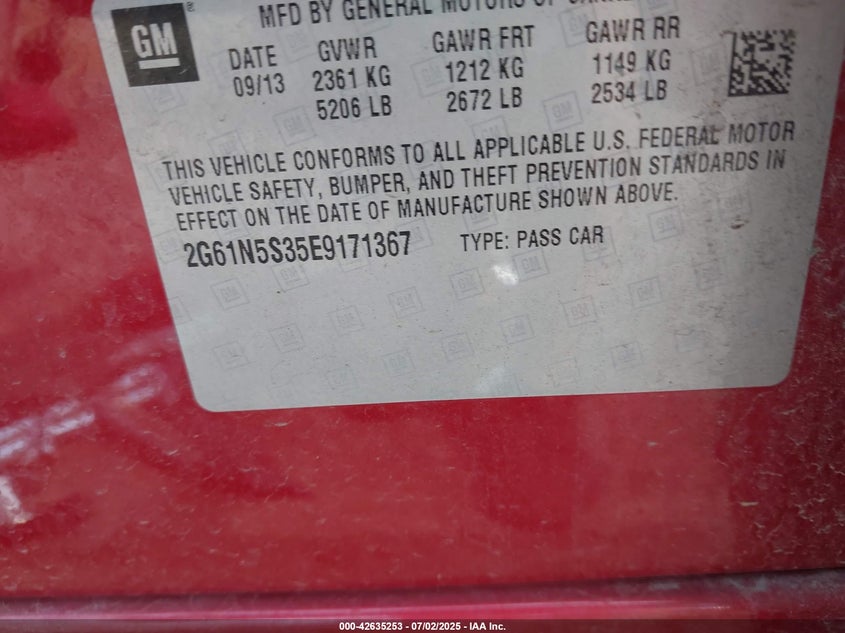 MFD BY GENERAL MOTORS OF
GM
®
DATE GVWR GAWR FRT GAWR RR
09/13 2361 KG 1212 KG 1149 KG
5206 LB 2672 LB 2534 LB
THIS VEHICLE CONFORMS TO ALL APPLICABLE U.S. FEDERAL MOTOR
VEHICLE SAFETY, BUMPER, AND THEFT PREVENTION STANDARDS IN
EFFECT ON THE DATE OF MANUFACTURE SHOWN ABOVE.
2G61N5S35E9171367 TYPE: PASS CAR
000-42635253 - 07/02/2025 - IAA Inc.